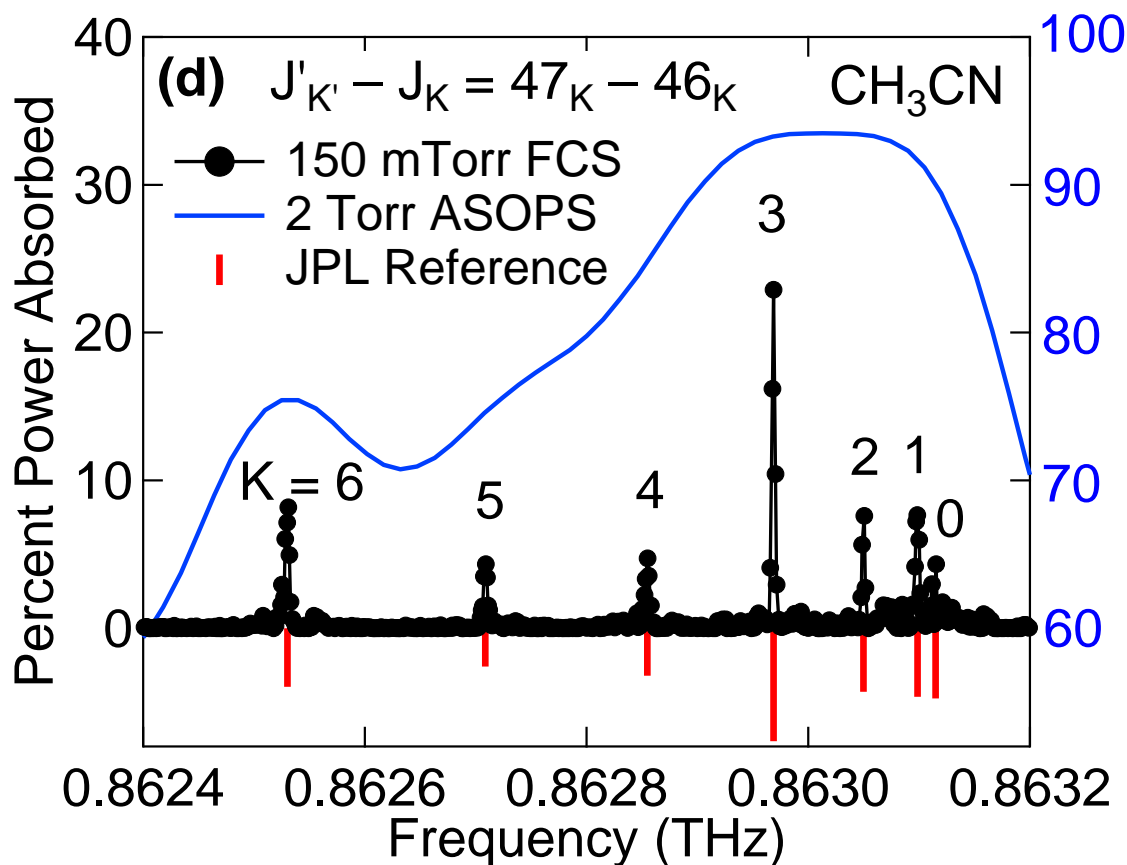 (d) J'K' – JK = 47K – 46K CH3CN
150 mTorr FCS
2 Torr ASOPS
JPL Reference
K = 6
5
4
3
2
1
0
Percent Power Absorbed
40
30
20
10
0
100
90
80
70
60
0.8624 0.8626 0.8628 0.8630 0.8632
Frequency (THz)